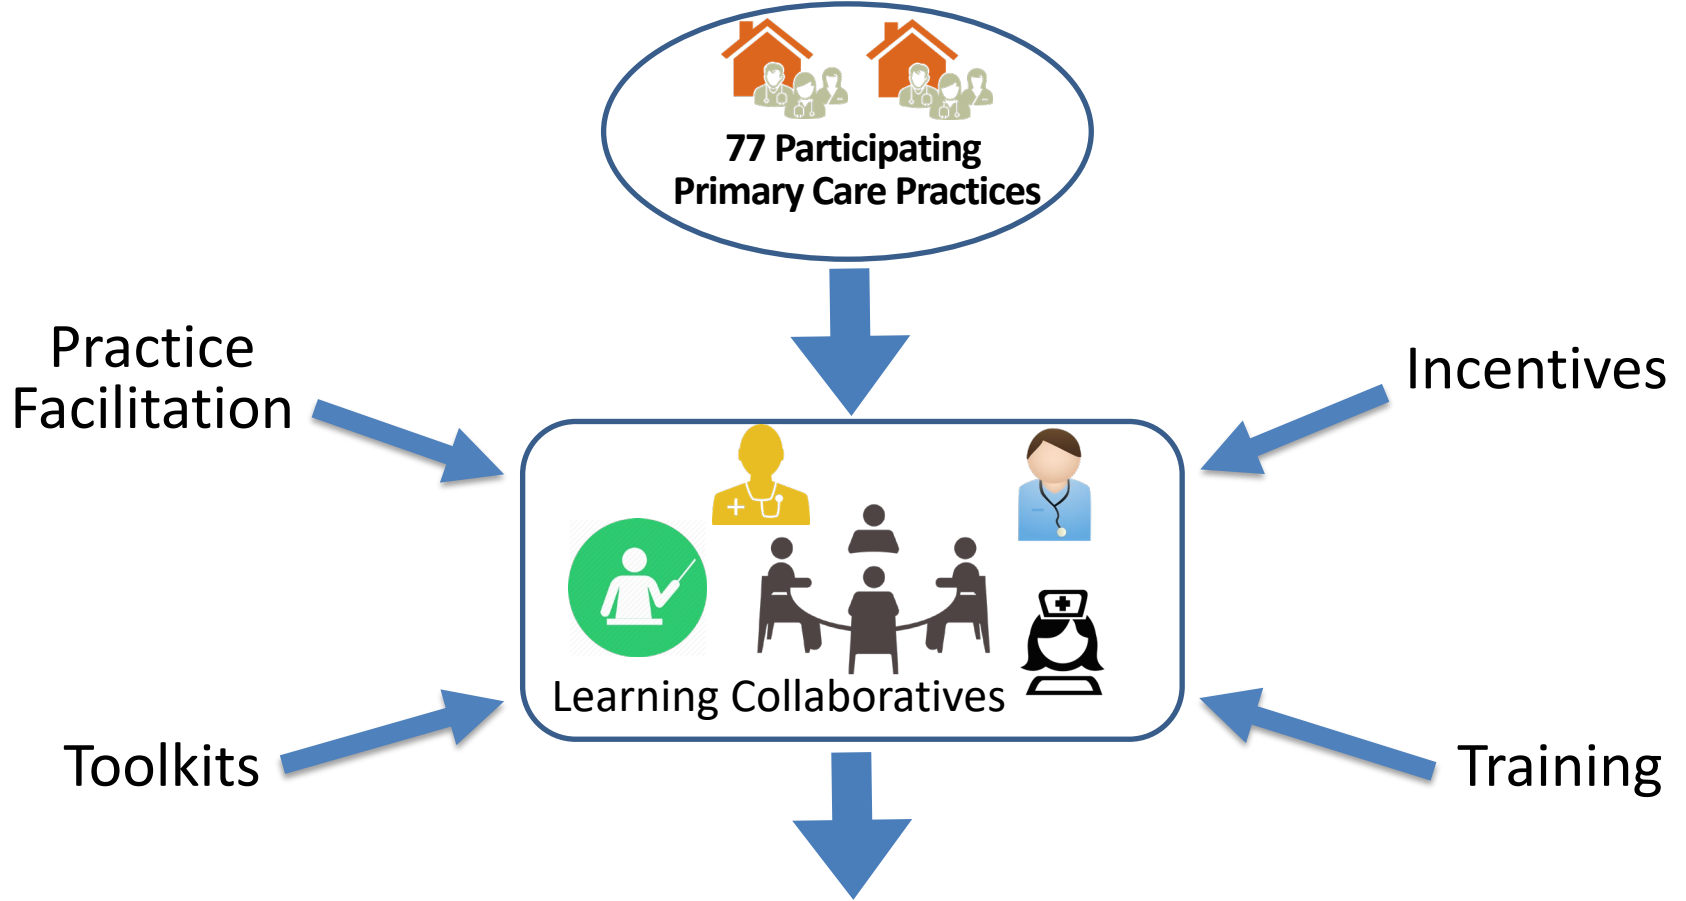 77 Participating
Primary Care Practices
Practice
Facilitation
Incentives
Learning Collaboratives
Toolkits
Training